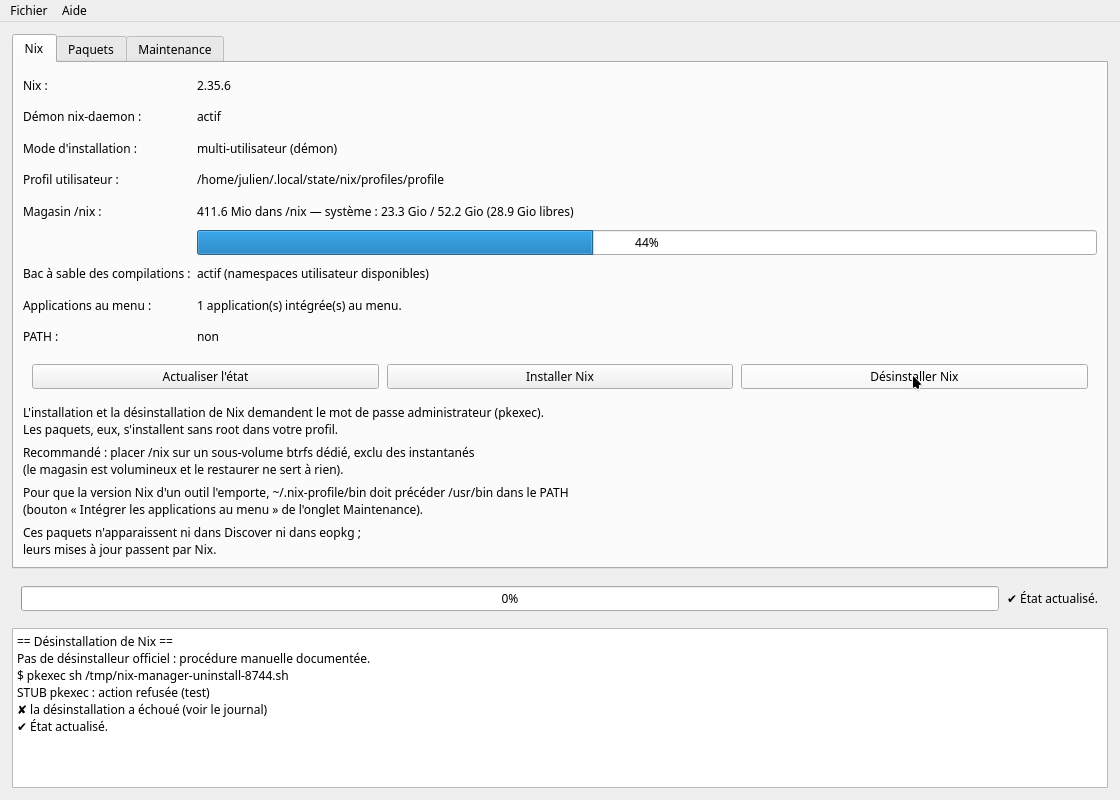 Fichier Aide
Nix Paquets Maintenance
Nix : 2.35.6
Démon nix-daemon : actif
Mode d'installation : multi-utilisateur (démon)
Profil utilisateur : /home/julien/.local/state/nix/profiles/profile
Magasin /nix : 411.6 Mio dans /nix — système : 23.3 Gio / 52.2 Gio (28.9 Gio libres)
44%
Bac à sable des compilations : actif (namespaces utilisateur disponibles)
Applications au menu : 1 application(s) intégrée(s) au menu.
PATH : non
Actualiser l'état Installer Nix Désinstaller Nix
L'installation et la désinstallation de Nix demandent le mot de passe administrateur (pkexec).
Les paquets, eux, s'installent sans root dans votre profil.
Recommandé : placer /nix sur un sous-volume btrfs dédié, exclu des instantanés
(le magasin est volumineux et le restaurer ne sert à rien).
Pour que la version Nix d'un outil l'emporte, ~/.nix-profile/bin doit précéder /usr/bin dans le PATH
(bouton « Intégrer les applications au menu » de l'onglet Maintenance).
Ces paquets n'apparaissent ni dans Discover ni dans eopkg ;
leurs mises à jour passent par Nix.
0% ✔ État actualisé.
== Désinstallation de Nix ==
Pas de désinstalleur officiel : procédure manuelle documentée.
$ pkexec sh /tmp/nix-manager-uninstall-8744.sh
STUB pkexec : action refusée (test)
✘ la désinstallation a échoué (voir le journal)
✔ État actualisé.